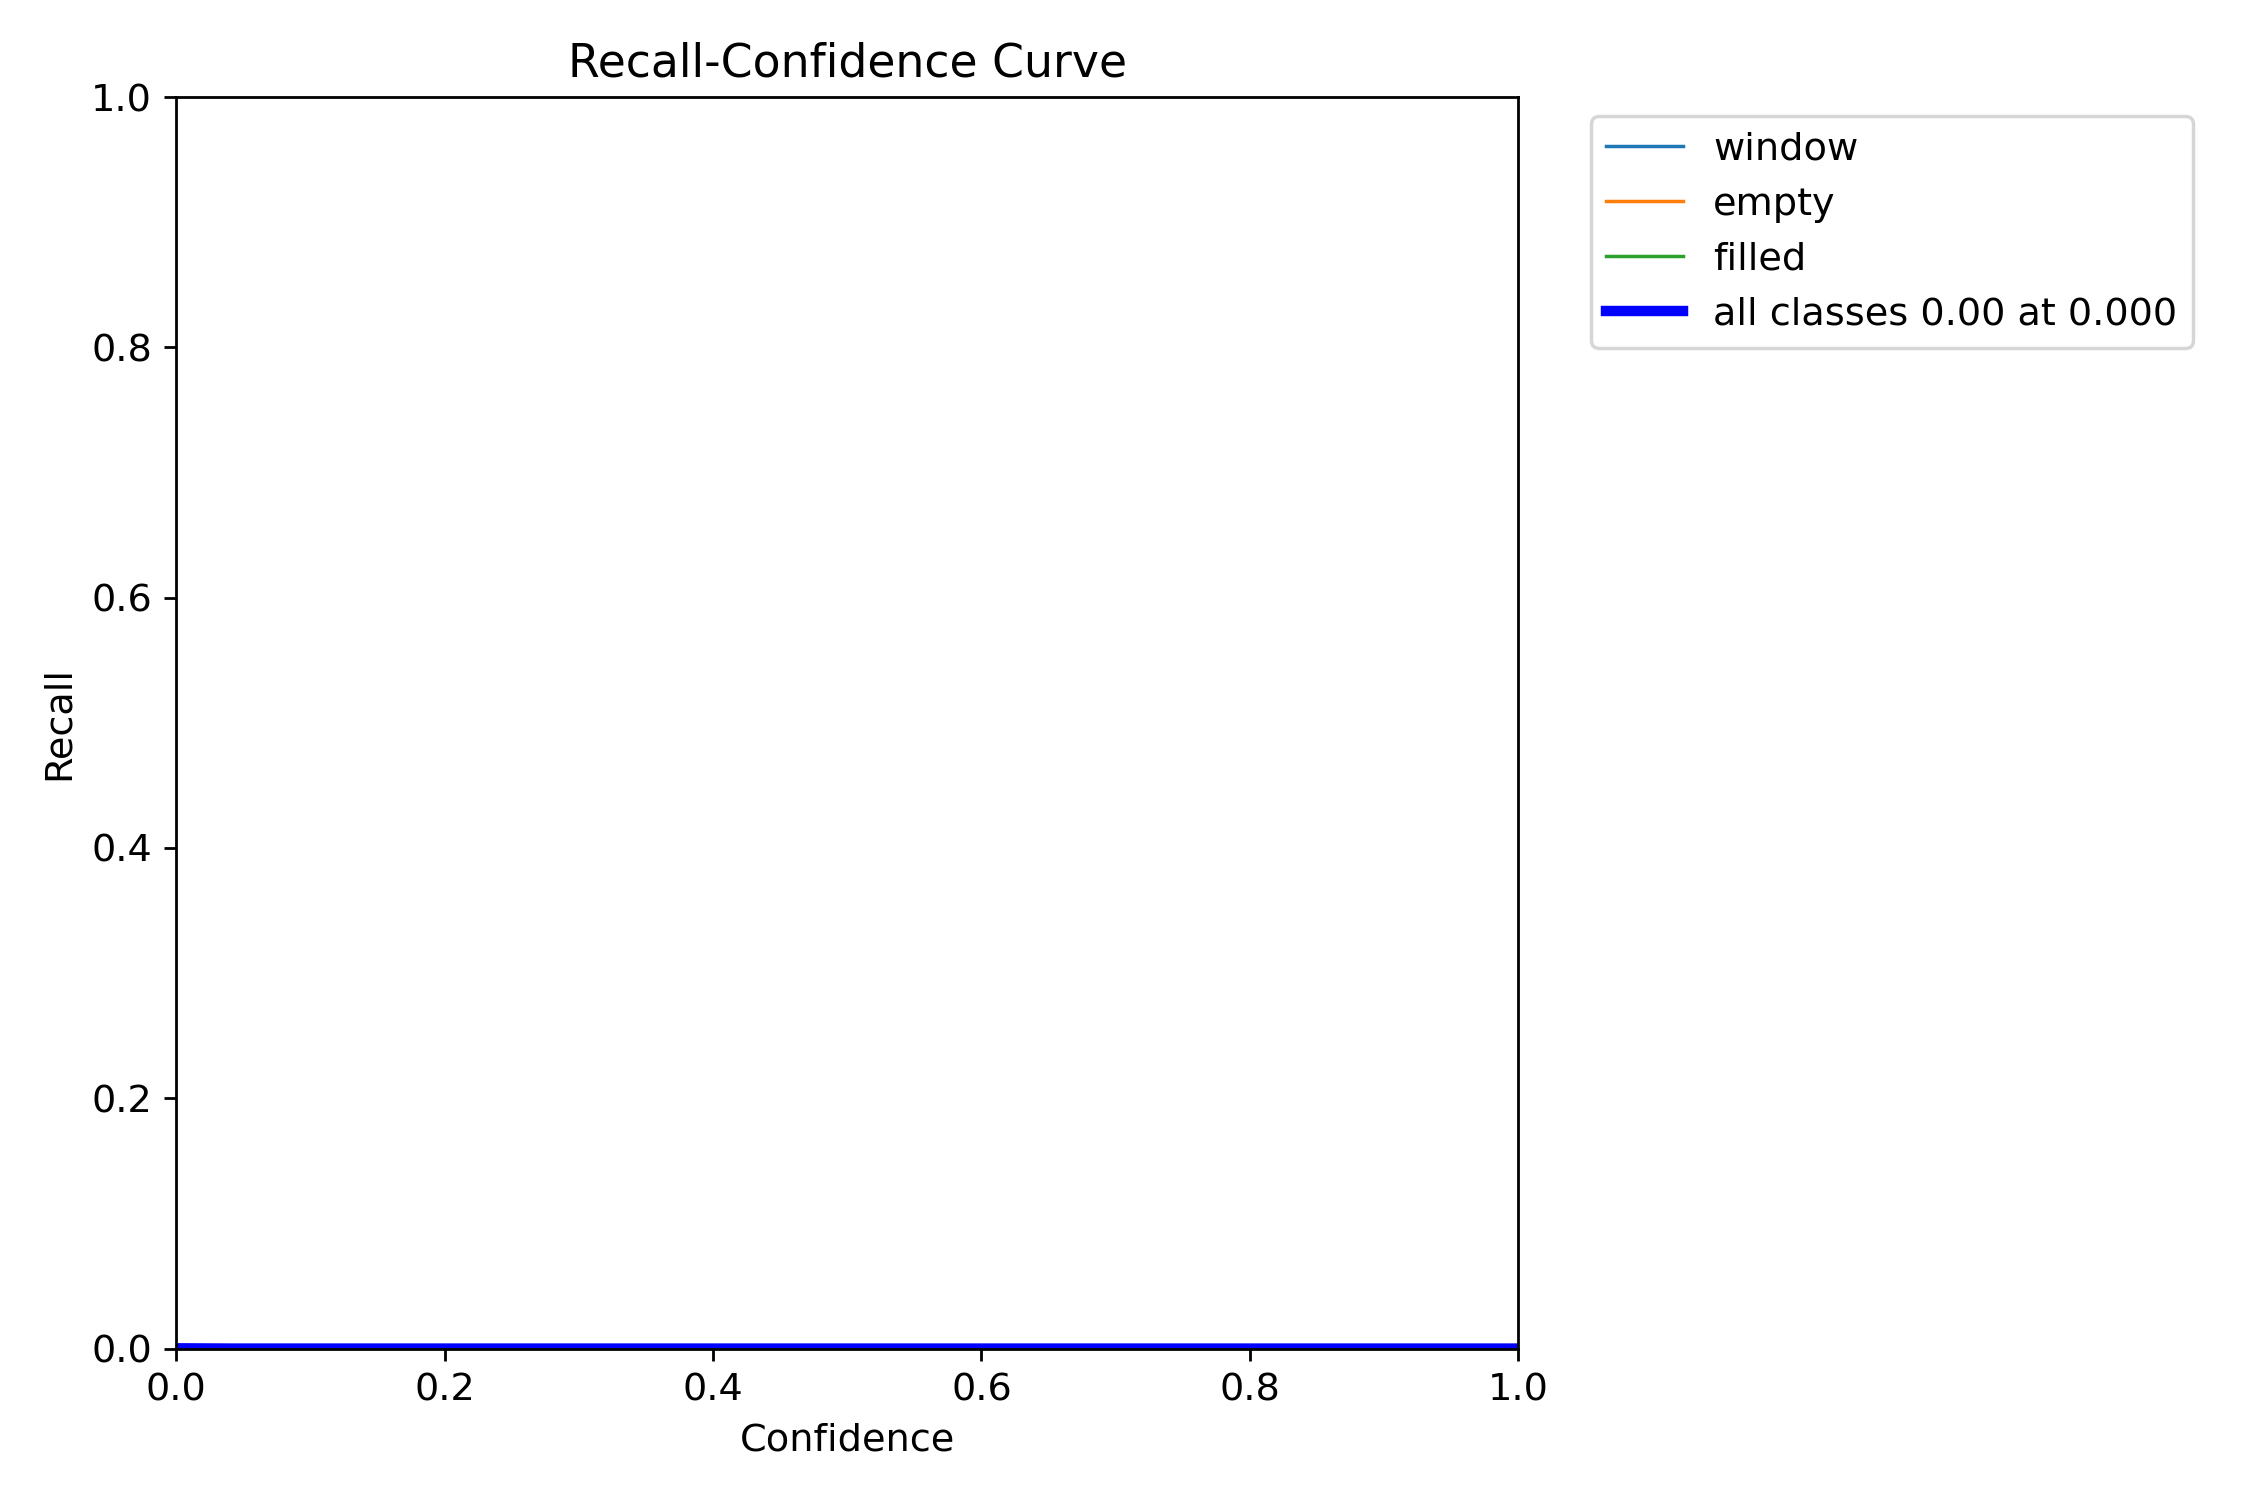 Recall-Confidence Curve
1.0
0.8
0.6
0.4
0.2
0.0
Recall
0.0 0.2 0.4 0.6 0.8 1.0
Confidence
window
empty
filled
all classes 0.00 at 0.000